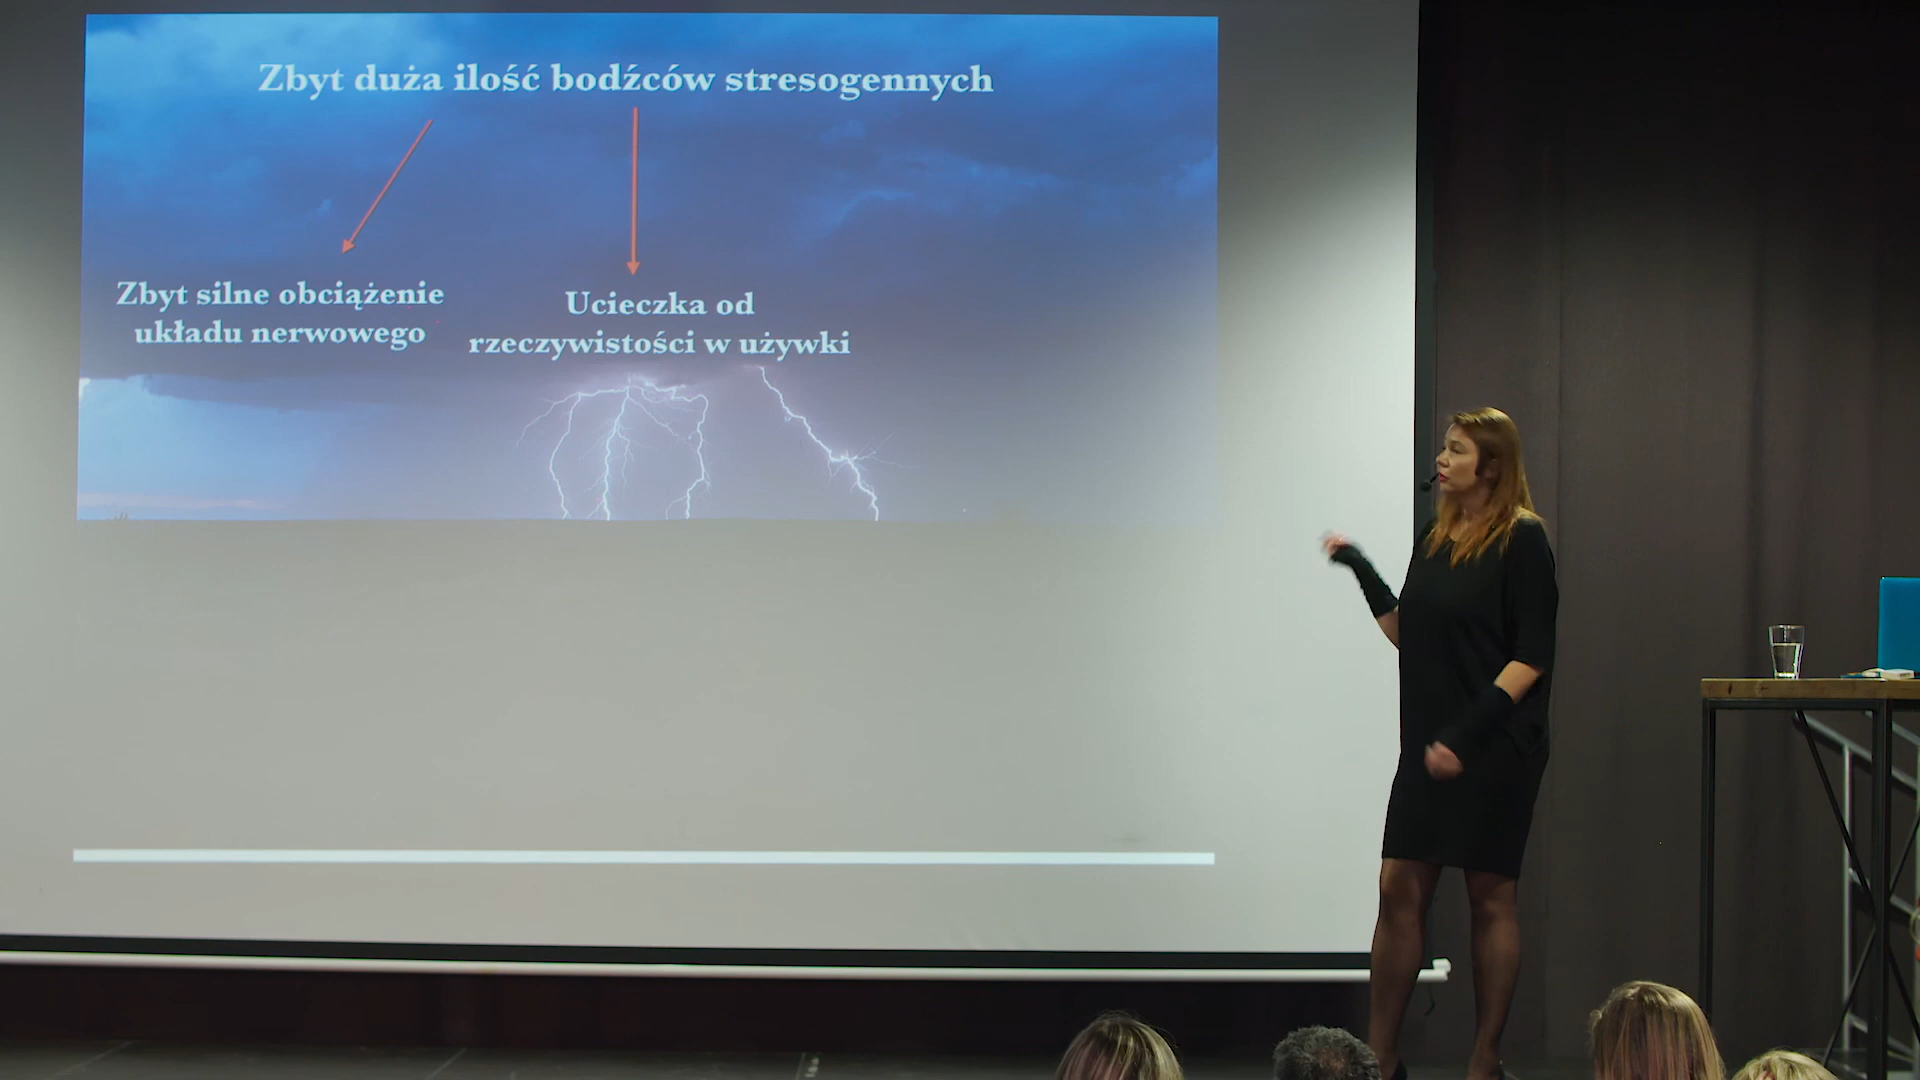 Zbyt duża ilość bodźców stresogennych
Zbyt silne obciążenie
układu nerwowego
Ucieczka od
rzeczywistości w używki